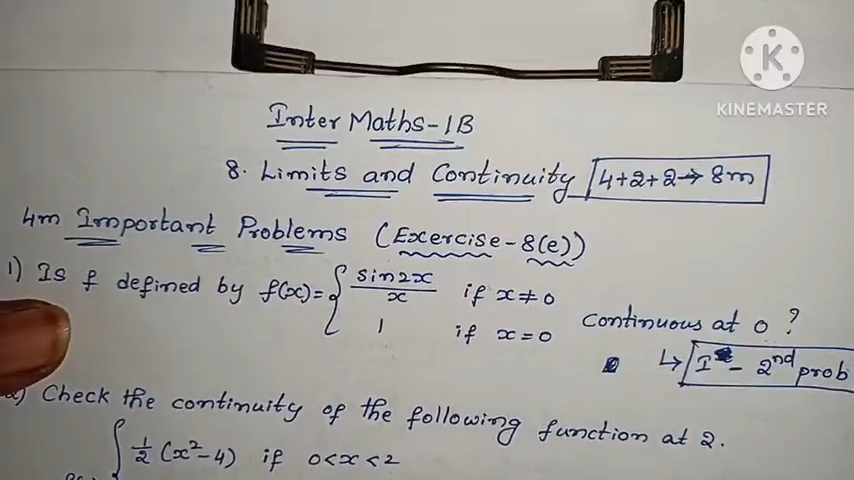 K
KINEMASTER
Inter Maths-1B
8. Limits and Continuity 4+2+2→8m
4m Important Problems (Excercise-8(e))
1) Is f defined by f(x)= { sin2x/x if x≠0
1 if x=0
Continuous at 0 ?
↳ I - 2nd prob
) Check the continuity of the following function at 2.
1/2 (x²-4) if 0<x<2